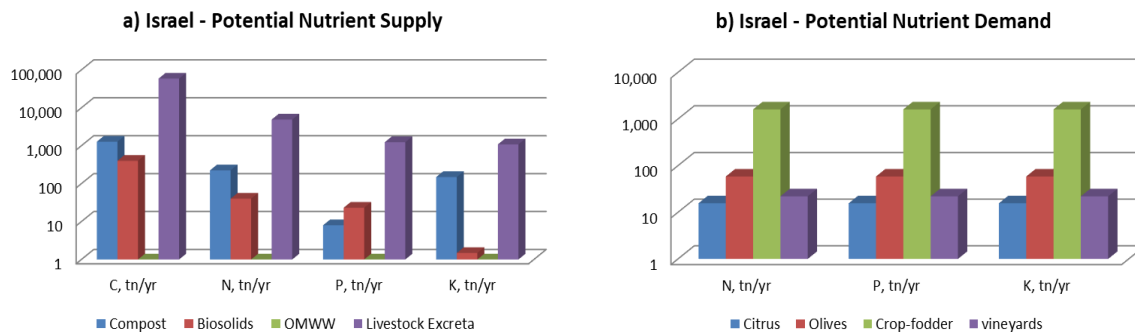 a) Israel - Potential Nutrient Supply
100,000
10,000
1,000
100
10
1
C, tn/yr N, tn/yr P, tn/yr K, tn/yr
Compost Biosolids OMWW Livestock Excreta
b) Israel - Potential Nutrient Demand
10,000
1,000
100
10
1
N, tn/yr P, tn/yr K, tn/yr
Citrus Olives Crop-fodder vineyards